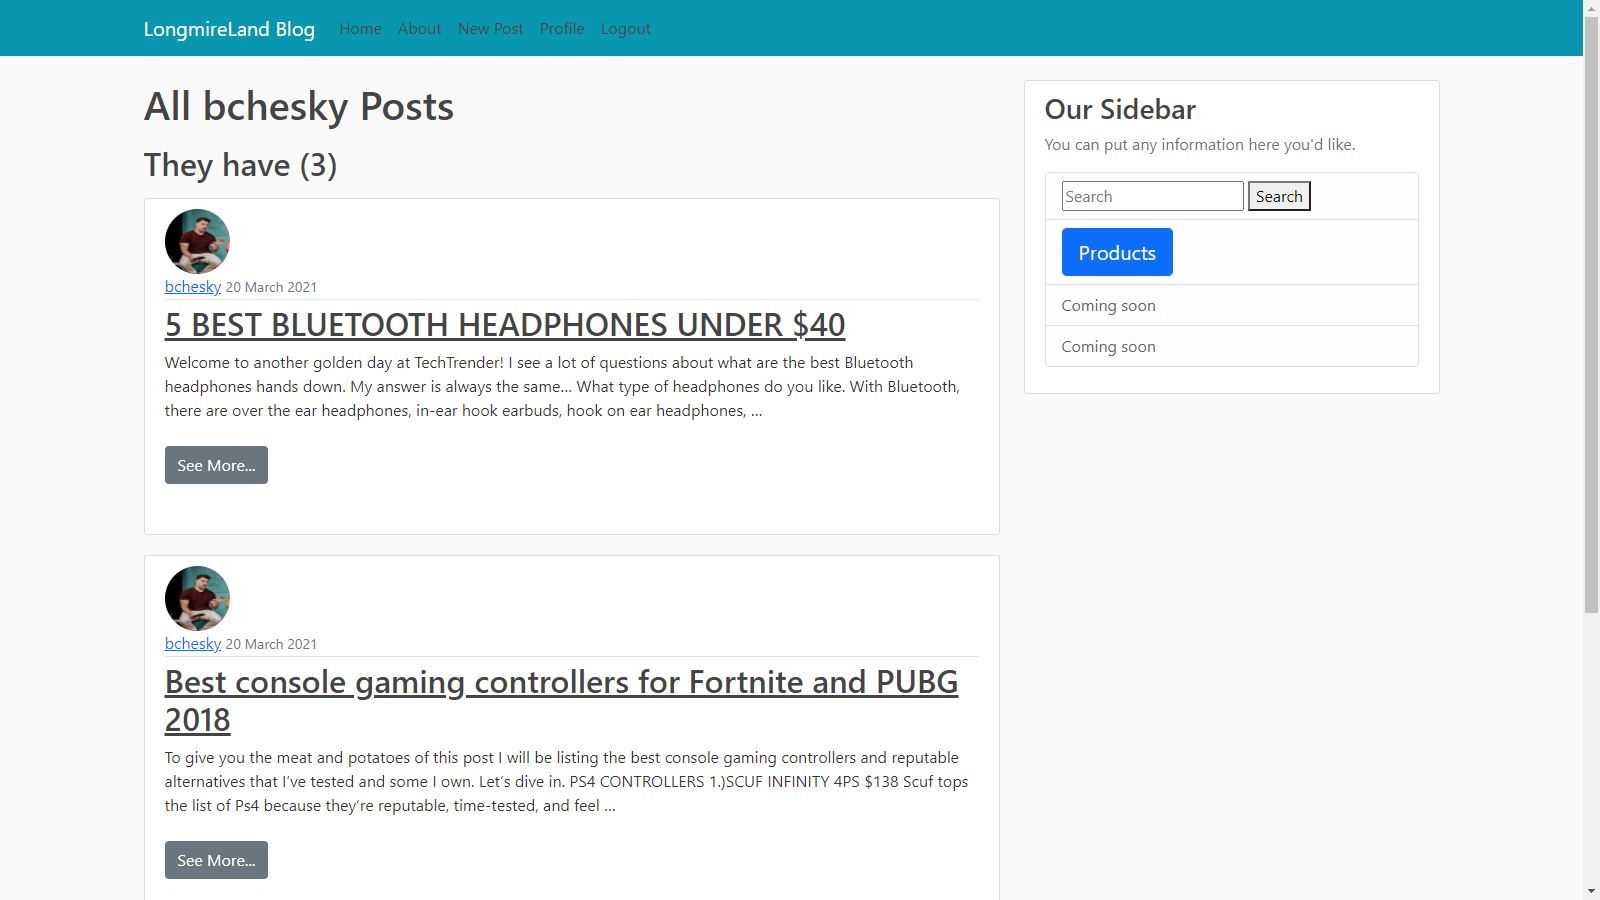 LongmireLand Blog Home About New Post Profile Logout
All bchesky Posts
They have (3)
bchesky 20 March 2021
5 BEST BLUETOOTH HEADPHONES UNDER $40
Welcome to another golden day at TechTrender! I see a lot of questions about what are the best Bluetooth
headphones hands down. My answer is always the same... What type of headphones do you like. With Bluetooth,
there are over the ear headphones, in-ear hook earbuds, hook on ear headphones, ...
See More...
bchesky 20 March 2021
Best console gaming controllers for Fortnite and PUBG
2018
To give you the meat and potatoes of this post I will be listing the best console gaming controllers and reputable
alternatives that I've tested and some I own. Let's dive in. PS4 CONTROLLERS 1.)SCUF INFINITY 4PS $138 Scuf tops
the list of Ps4 because they're reputable, time-tested, and feel ...
See More...
Our Sidebar
You can put any information here you'd like.
Search Search
Products
Coming soon
Coming soon